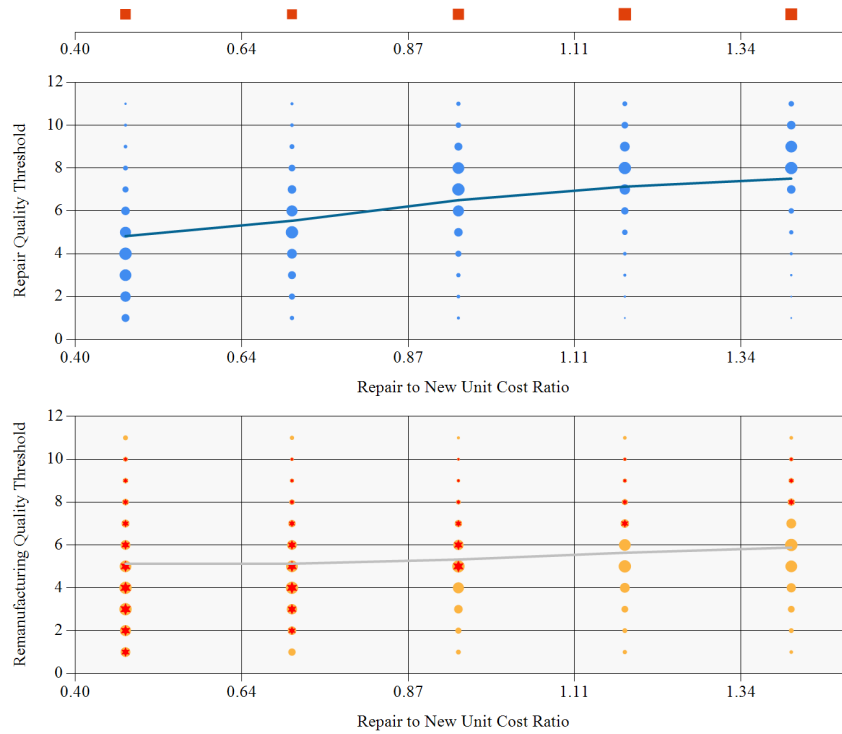 0.40 0.64 0.87 1.11 1.34
12
10
8
6
4
2
0
Repair Quality Threshold
0.40 0.64 0.87 1.11 1.34
Repair to New Unit Cost Ratio
12
10
8
6
4
2
0
Remanufacturing Quality Threshold
0.40 0.64 0.87 1.11 1.34
Repair to New Unit Cost Ratio